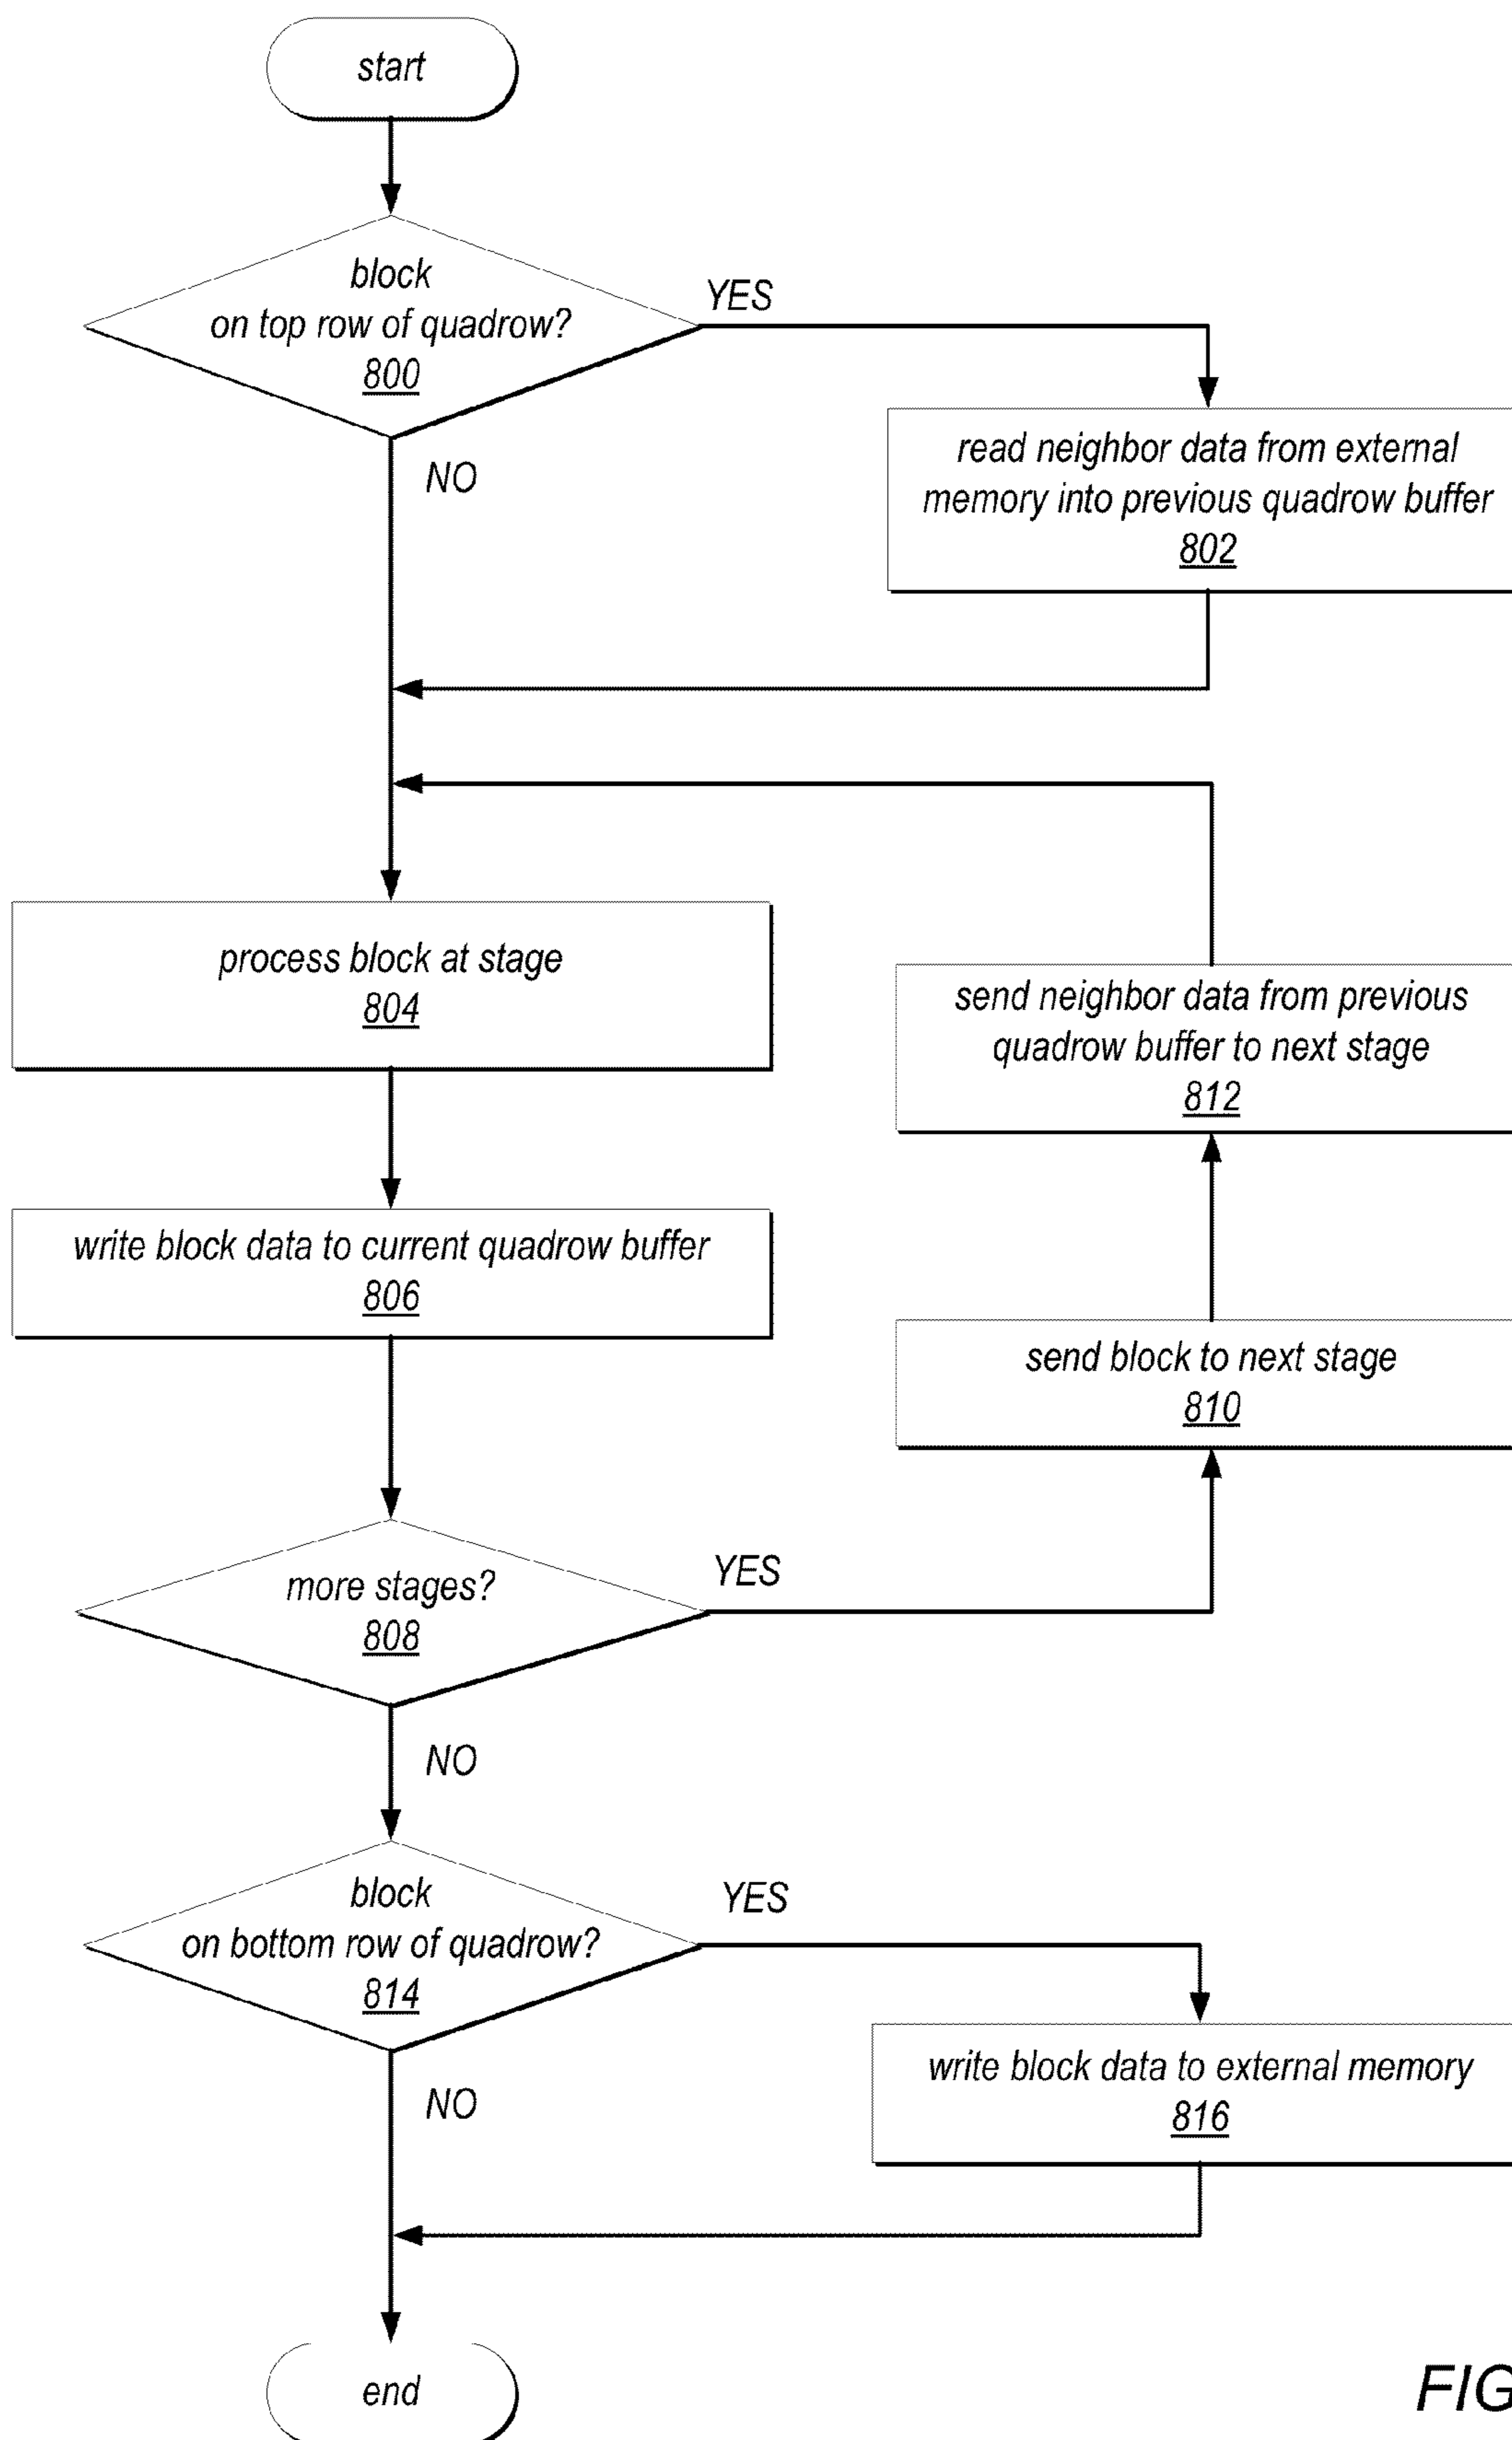 start
block
on top row of quadrow?
800
YES
NO
read neighbor data from external
memory into previous quadrow buffer
802
process block at stage
804
send neighbor data from previous
quadrow buffer to next stage
812
write block data to current quadrow buffer
806
send block to next stage
810
more stages?
808
YES
NO
block
on bottom row of quadrow?
814
YES
NO
write block data to external memory
816
end
FIG